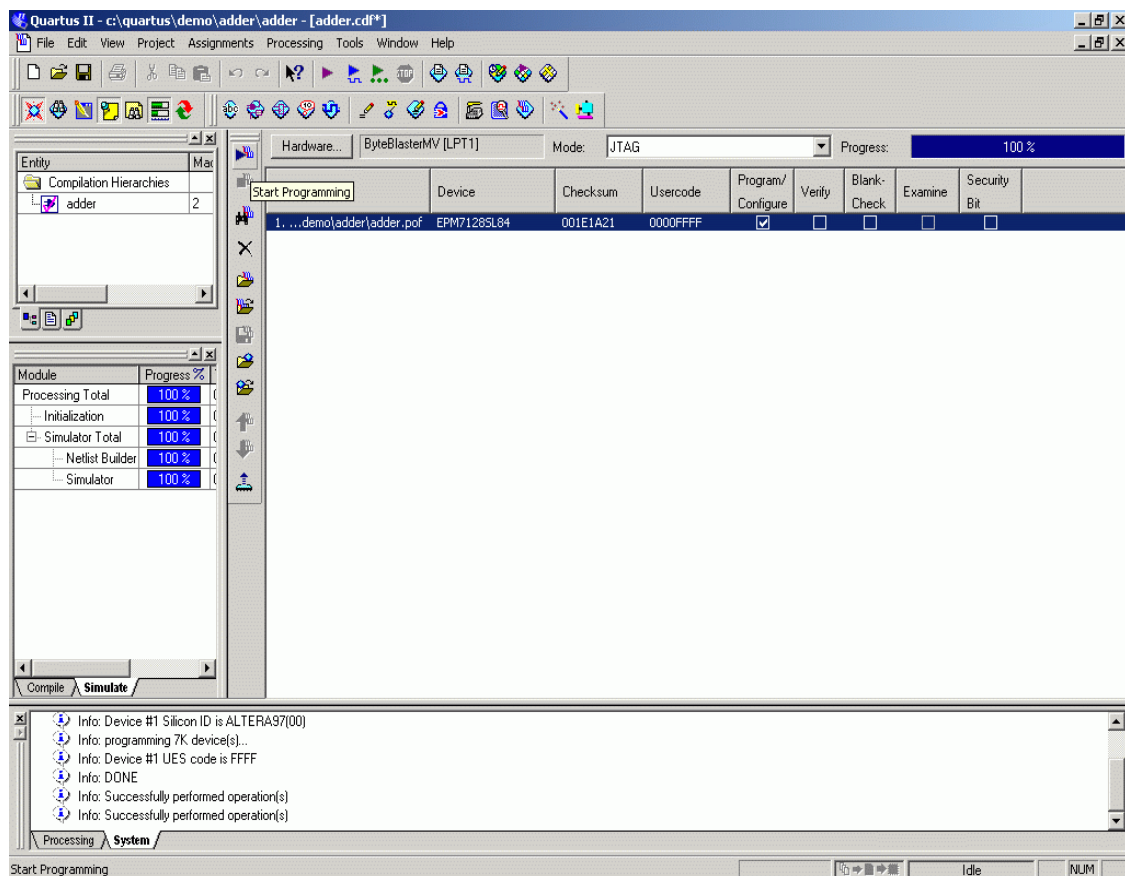 Quartus II - c:\quartus\demo\adder\adder - [adder.cdf*]
File Edit View Project Assignments Processing Tools Window Help
STOP
abc
Hardware... ByteBlasterMV [LPT1] Mode: JTAG Progress: 100 %
Entity Mac
Compilation Hierarchies
adder 2
Start Programming
Device Checksum Usercode Program/ Configure Verify Blank- Check Examine Security Bit
1. ...demo\adder\adder.pof EPM7128SL84 001E1A21 0000FFFF
Module Progress %
Processing Total 100 %
Initialization 100 %
Simulator Total 100 %
Netlist Builder 100 %
Simulator 100 %
Compile Simulate
Info: Device #1 Silicon ID is ALTERA97(00)
Info: programming 7K device(s)...
Info: Device #1 UES code is FFFF
Info: DONE
Info: Successfully performed operation(s)
Info: Successfully performed operation(s)
Processing System
Start Programming Idle NUM